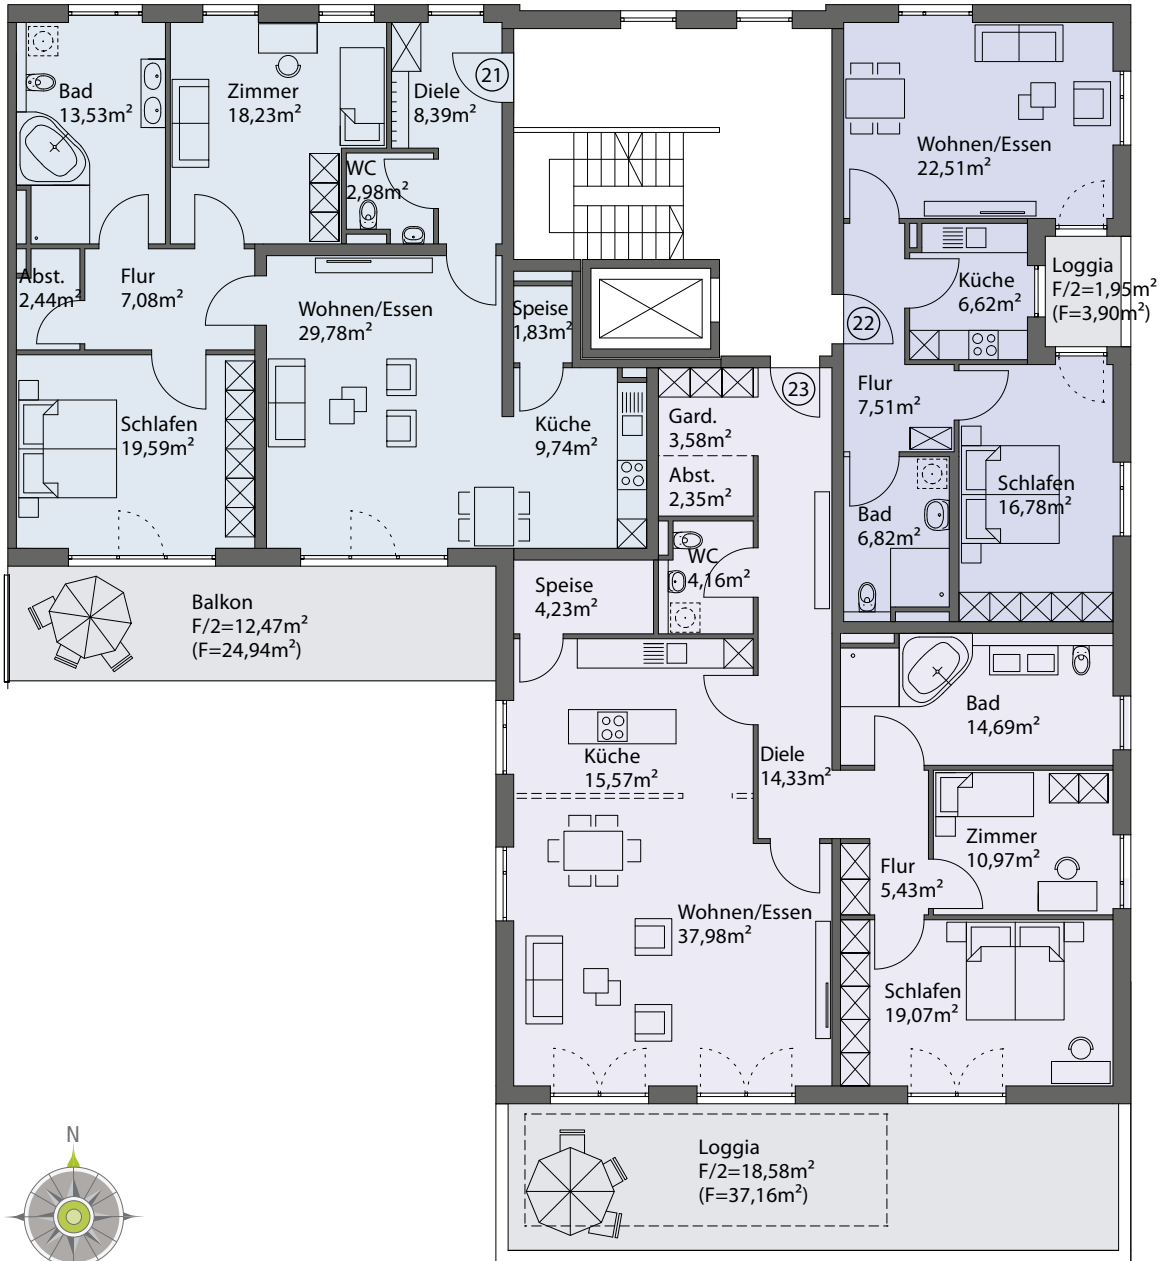 Bad
13,53m²
Zimmer
18,23m²
Diele
8,39m²
21
WC
2,98m²
Abst.
2,44m²
Flur
7,08m²
Wohnen/Essen
29,78m²
Speise
1,83m²
Schlafen
19,59m²
Küche
9,74m²
Balkon
F/2=12,47m²
(F=24,94m²)
Wohnen/Essen
22,51m²
Küche
6,62m²
Loggia
F/2=1,95m²
(F=3,90m²)
22
Flur
7,51m²
Schlafen
16,78m²
Bad
6,82m²
23
Gard.
3,58m²
Abst.
2,35m²
WC
4,16m²
Speise
4,23m²
Küche
15,57m²
Diele
14,33m²
Bad
14,69m²
Zimmer
10,97m²
Flur
5,43m²
Wohnen/Essen
37,98m²
Schlafen
19,07m²
Loggia
F/2=18,58m²
(F=37,16m²)
N